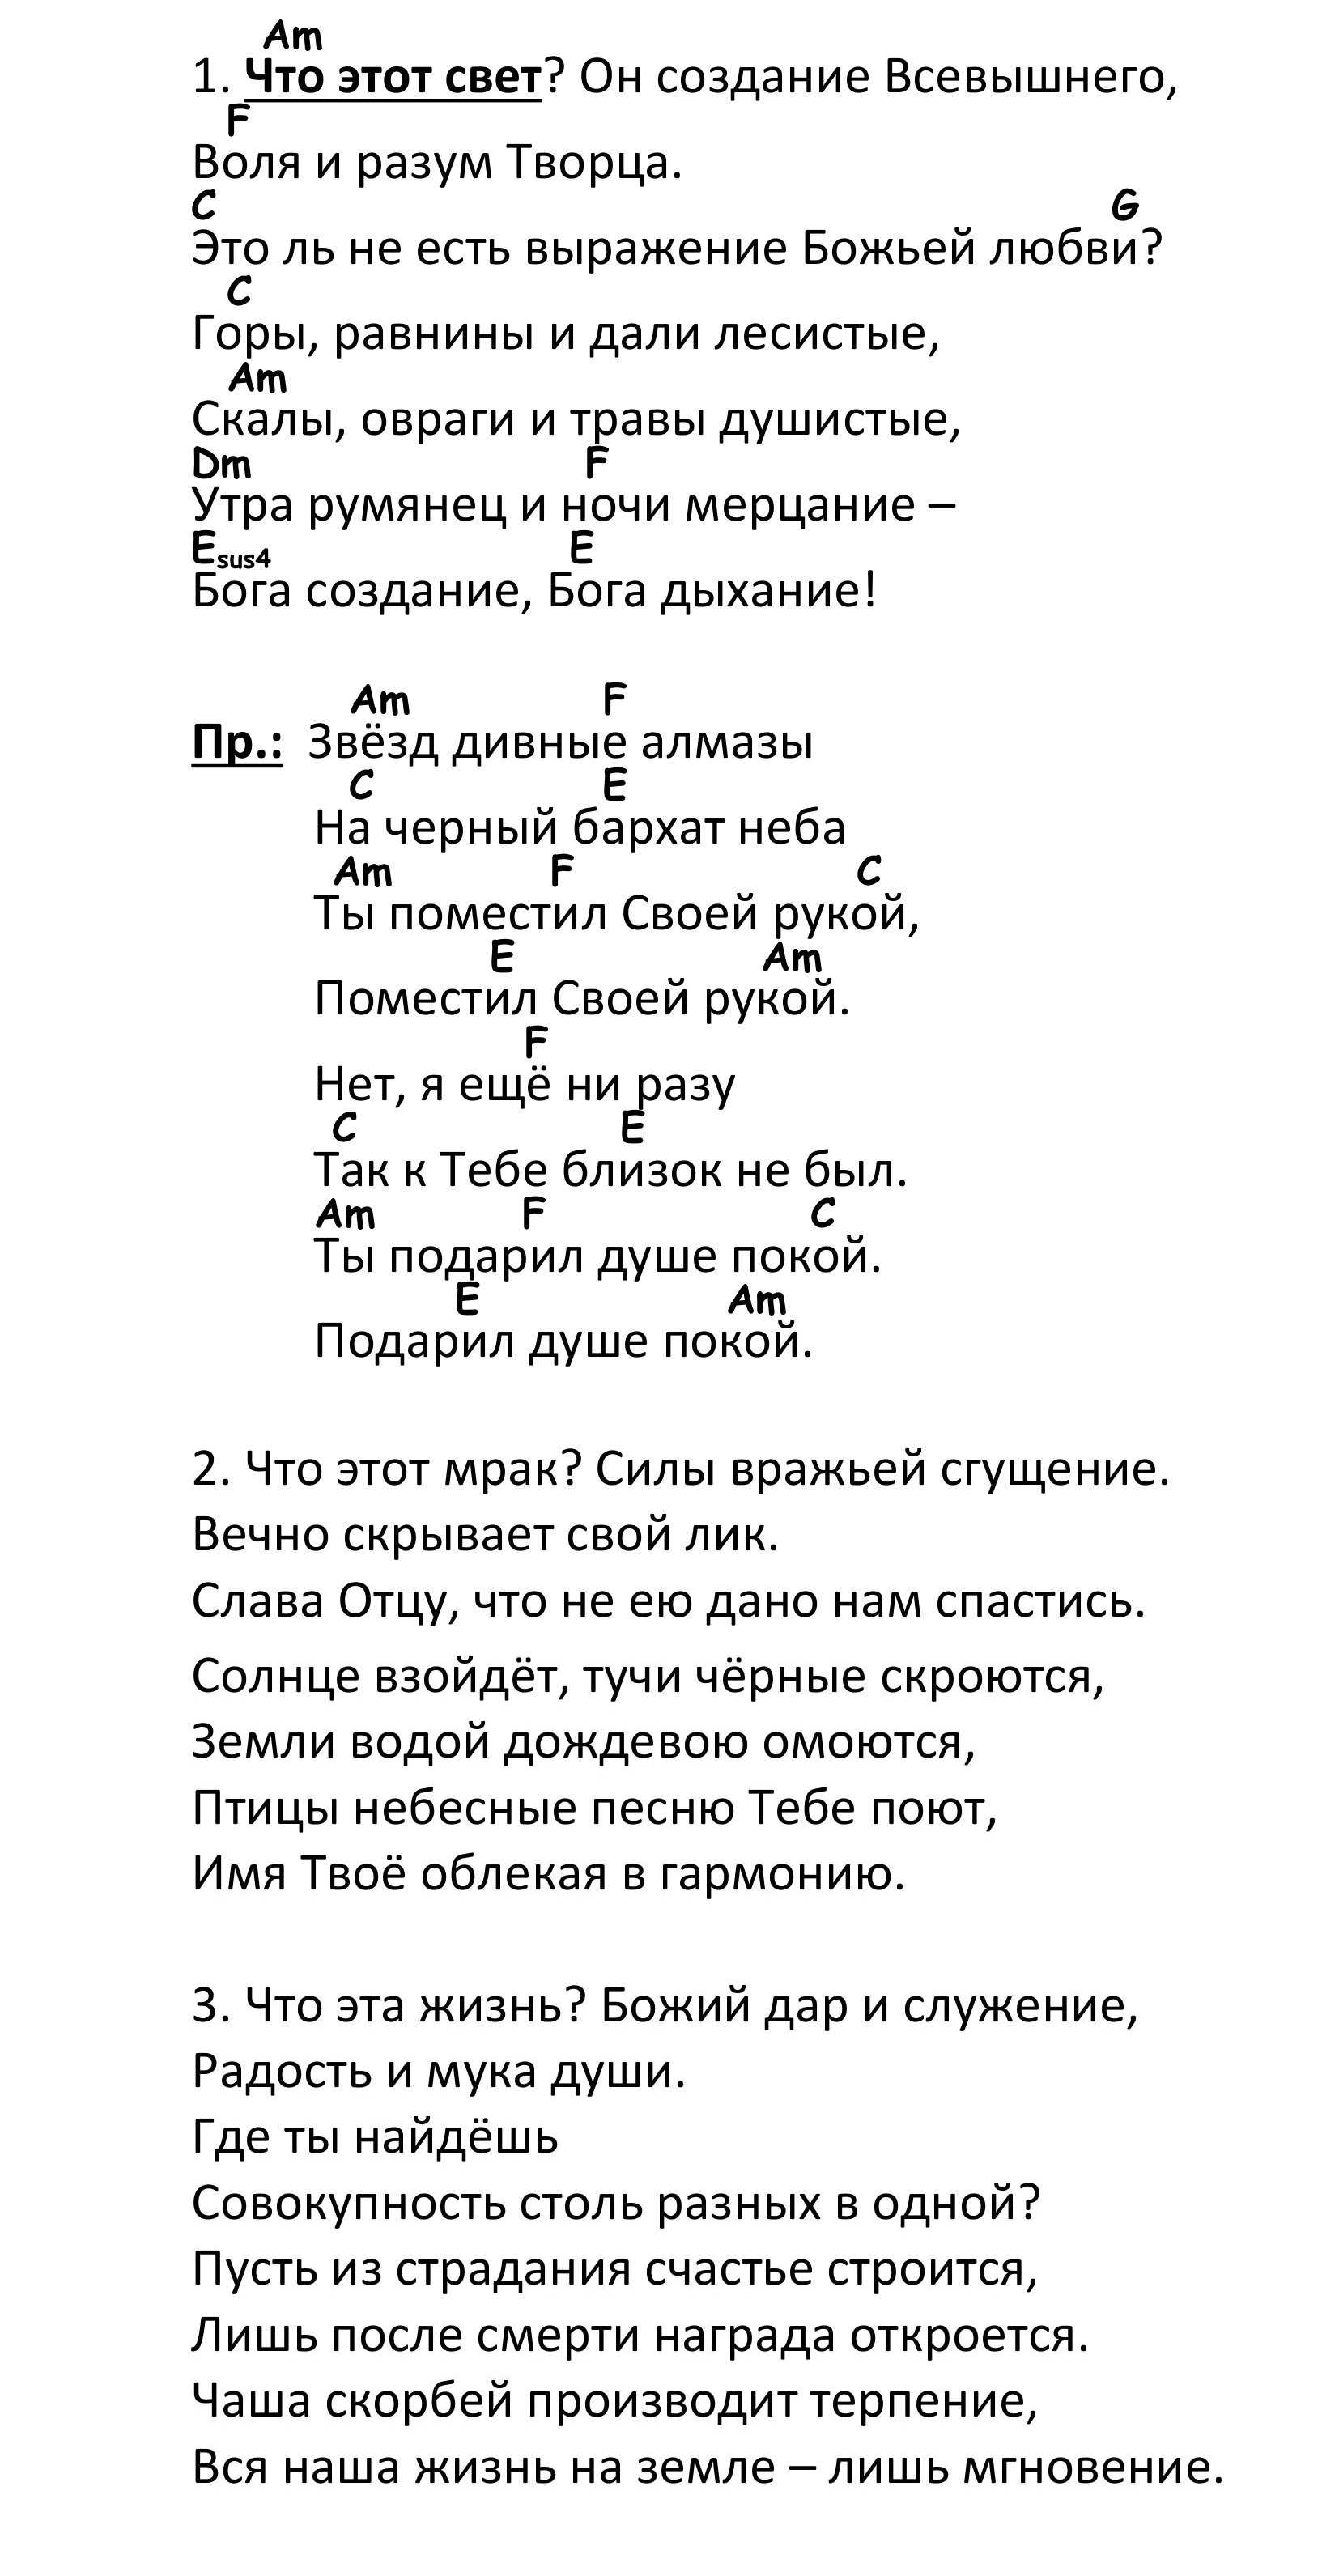 Am
1. Что этот свет? Он создание Всевышнего,
F
Воля и разум Творца.
C G
Это ль не есть выражение Божьей любви?
C
Горы, равнины и дали лесистые,
Am
Скалы, овраги и травы душистые,
Dm F
Утра румянец и ночи мерцание –
Esus4 E
Бога создание, Бога дыхание!
Am F
Пр.: Звёзд дивные алмазы
C E
На черный бархат неба
Am F C
Ты поместил Своей рукой,
E Am
Поместил Своей рукой.
F
Нет, я ещё ни разу
C E
Так к Тебе близок не был.
Am F C
Ты подарил душе покой.
E Am
Подарил душе покой.
2. Что этот мрак? Силы вражьей сгущение.
Вечно скрывает свой лик.
Слава Отцу, что не ею дано нам спастись.
Солнце взойдёт, тучи чёрные скроются,
Земли водой дождевою омоются,
Птицы небесные песню Тебе поют,
Имя Твоё облекая в гармонию.
3. Что эта жизнь? Божий дар и служение,
Радость и мука души.
Где ты найдёшь
Совокупность столь разных в одной?
Пусть из страдания счастье строится,
Лишь после смерти награда откроется.
Чаша скорбей производит терпение,
Вся наша жизнь на земле – лишь мгновение.